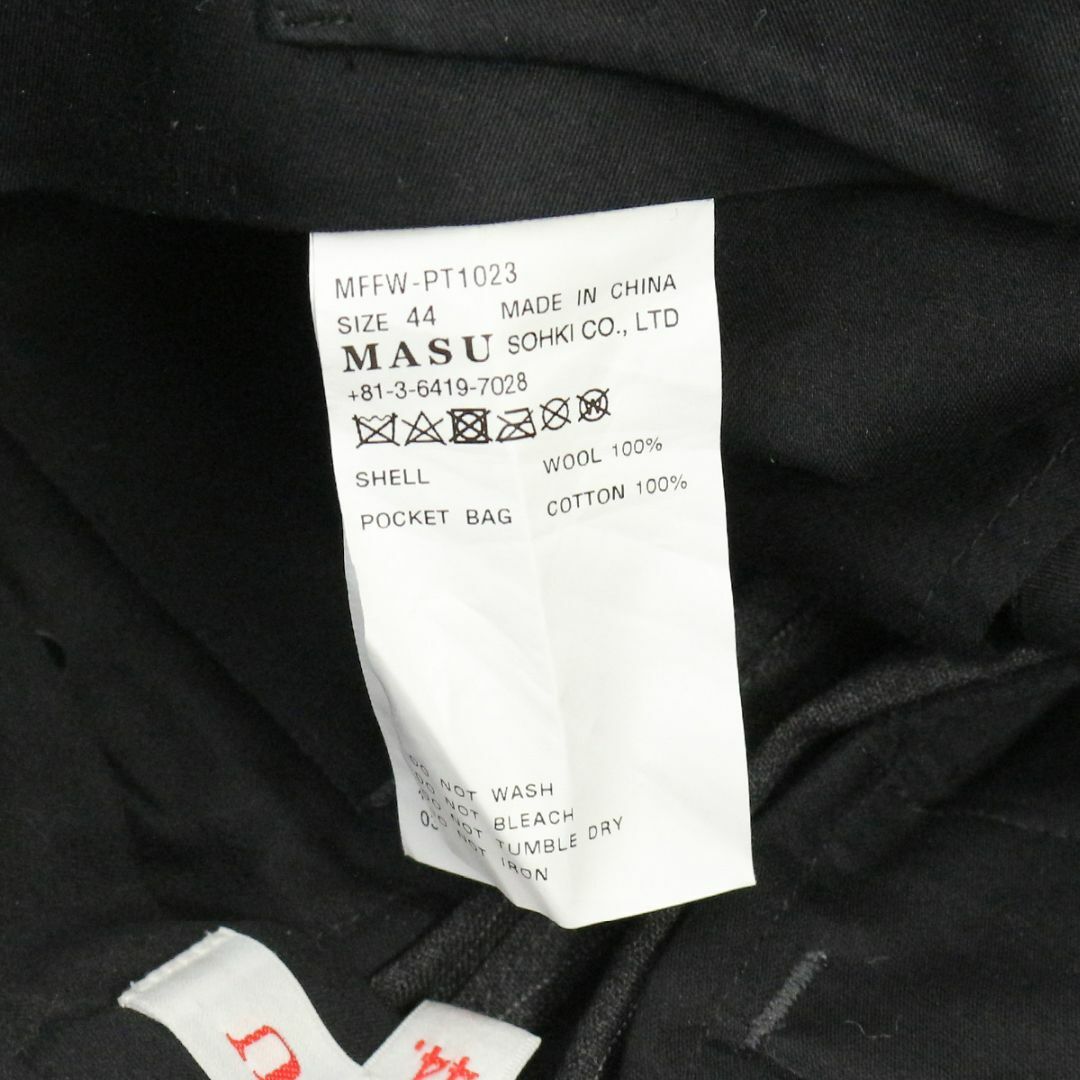 MFFW-PT1023
SIZE 44 MADE IN CHINA
MASU SOHKI CO., LTD
+81-3-6419-7028
W
SHELL WOOL 100%
POCKET BAG COTTON 100%
DO NOT WASH
DO NOT BLEACH
DO NOT TUMBLE DRY
DO NOT IRON
44.